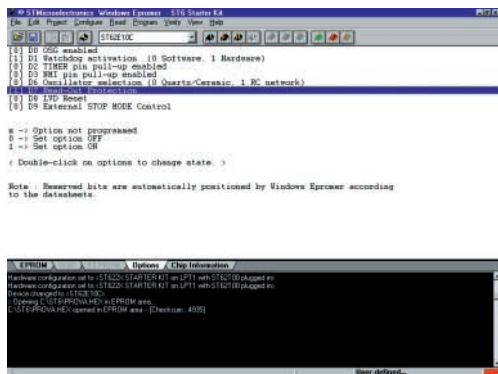 STMicroelectronics Windows Epromer - ST6 Starter Kit
File Edit Project Configure Read Program Verify View Help
ST62E10C
[0] D0 OSG enabled
[1] D1 Watchdog activation (0 Software, 1 Hardware)
[0] D2 TIMER pin pull-up enabled
[0] D3 NMI pin pull-up enabled
[0] D6 Oscillator selection (0 Quartz/Ceramic, 1 RC network)
[1] D7 Read-Out Protection
[0] D8 LVD Reset
[0] D9 External STOP MODE Control
x -> Option not programmed
0 -> Set option OFF
1 -> Set option ON
( Double-click on options to change state. )
Note : Reserved bits are automatically positioned by Windows Epromer according
to the datasheets.
EPROM Options Chip Information
Hardware configuration set to <ST622X STARTER KIT on LPT1 with ST62T00 plugged in>
Hardware configuration set to <ST622X STARTER KIT on LPT1 with ST62T00 plugged in>
Device changed to <ST62E10C>
> Opening C:\ST6\PROVA.HEX in EPROM area.
C:\ST6\PROVA.HEX opened in EPROM area - [Checksum: 4935]
User defined...